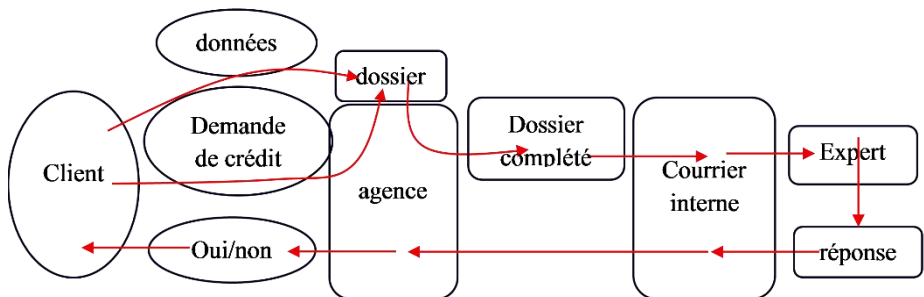 données
dossier
Demande
de crédit
Dossier
complété
Client
agence
Courrier
interne
Expert
Oui/non
réponse